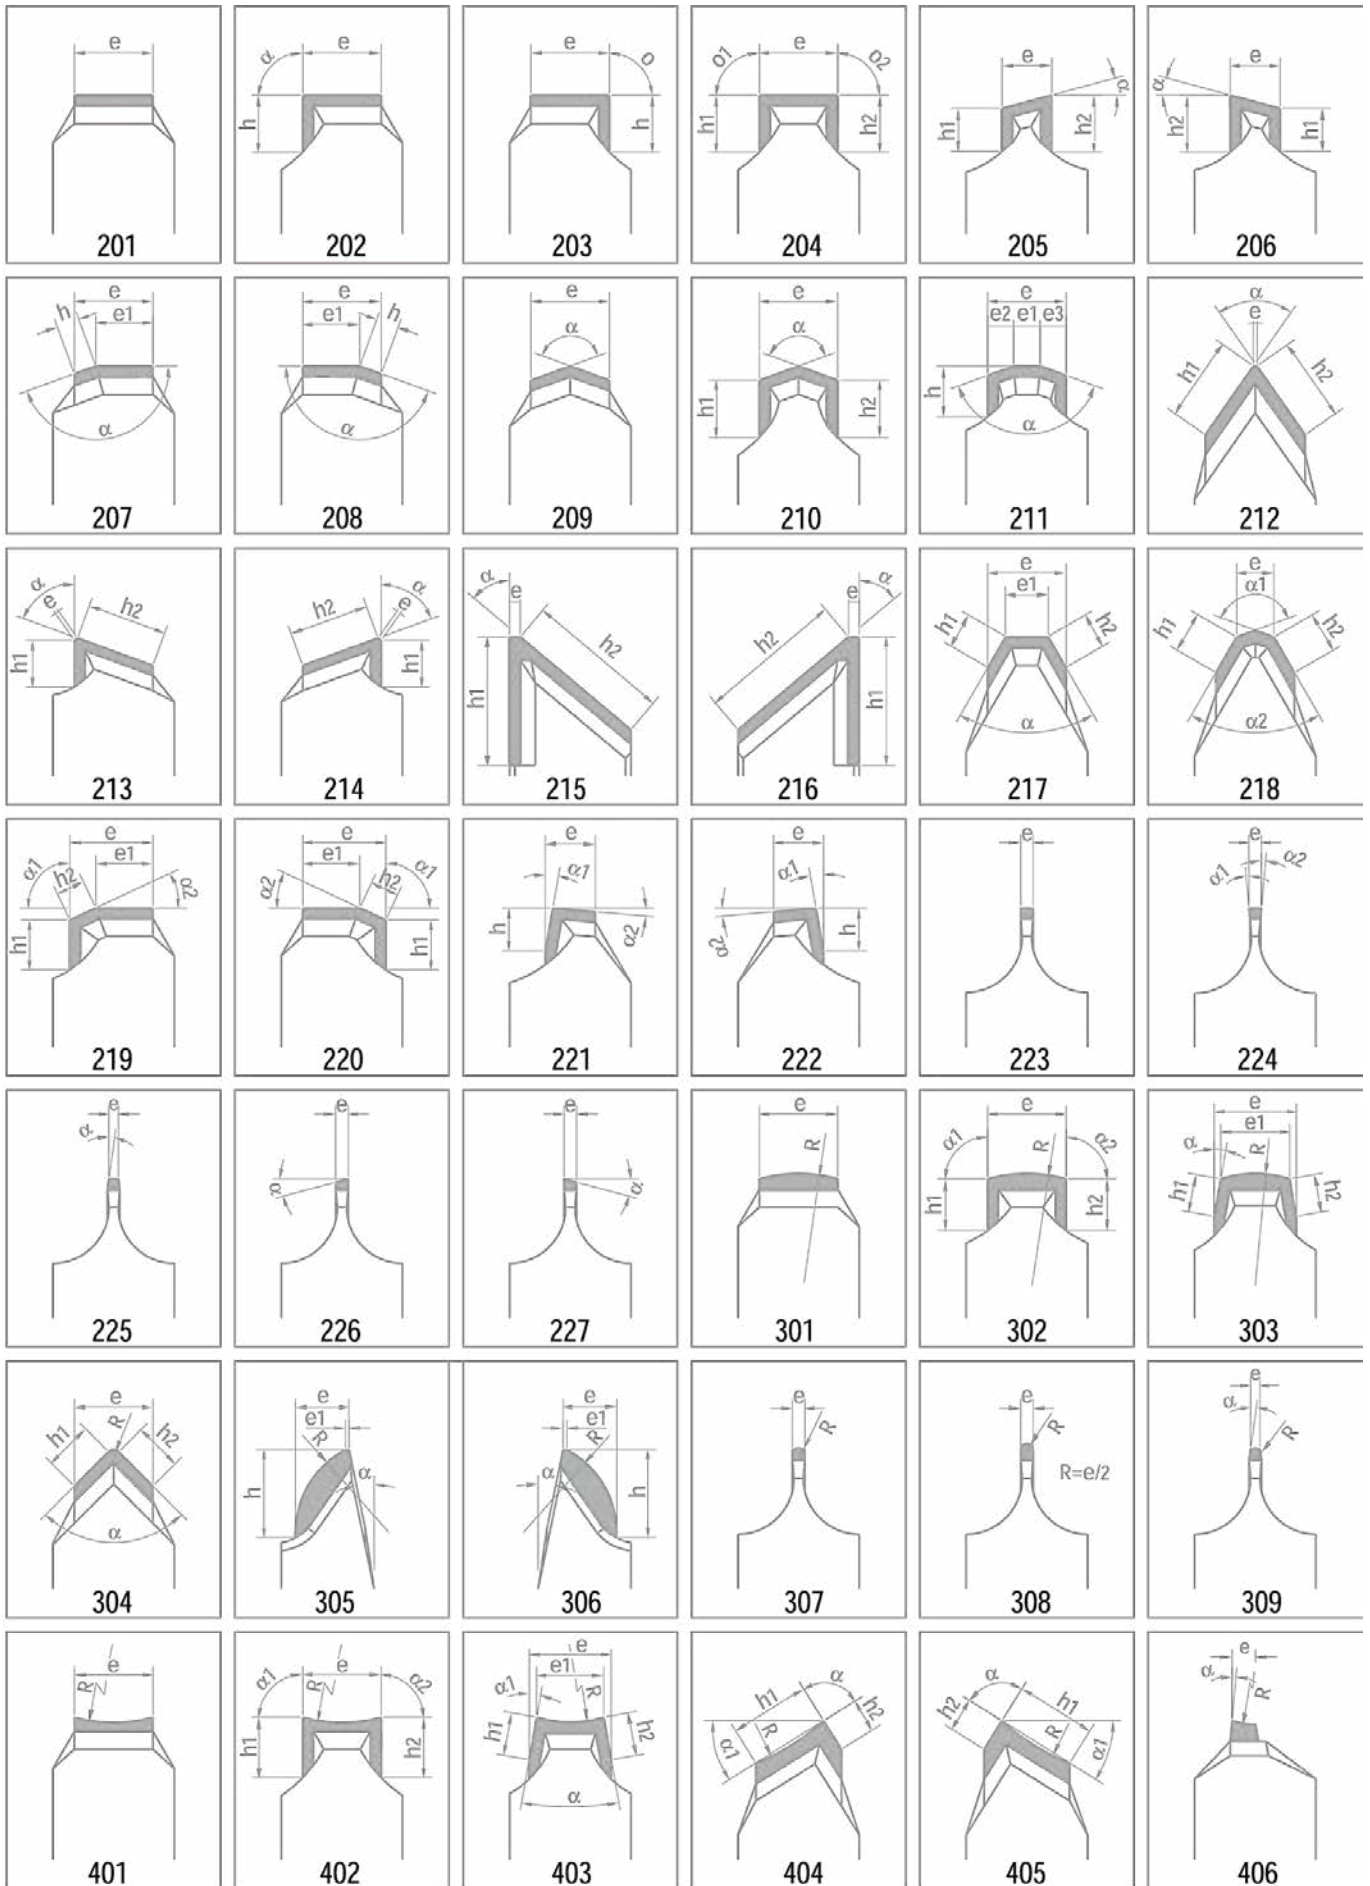 e
201
α e
h
202
e o
h
203
o1 e o2
h1 h2
204
e
α
h1 h2
205
e
α
h2 h1
206
e
h e1
α
207
e
e1 h
α
208
e
α
209
e
α
h1 h2
210
e
e2 e1 e3
h
α
211
α
e
h1 h2
212
α
e h2
h1
213
α
h2 e
h1
214
α
e
h2
h1
215
α
e
h2
h1
216
e
e1
h1 h2
α
217
e
α1
h1 h2
α2
218
e
α1 e1
h2 α2
h1
219
e
e1 α1
α2 h2
h1
220
e
α1
h α2
221
e
α1
α2 h
222
e
223
e
α1 α2
224
e
α
225
e
α
226
e
α
227
e
R
301
e
α1 R α2
h1 h2
302
e
e1
α R
h1 h2
303
e
h1 R h2
α
304
e
e1
R
h α
305
e
e1
R
α h
306
e
R
307
e
R
R=e/2
308
e
α R
309
e
R
401
e
α1 R α2
h1 h2
402
e
e1
α1 R
h1 h2
α
403
α
h1 h2
R
α1
404
α
h1
h2 R
α1
405
e
α R
406